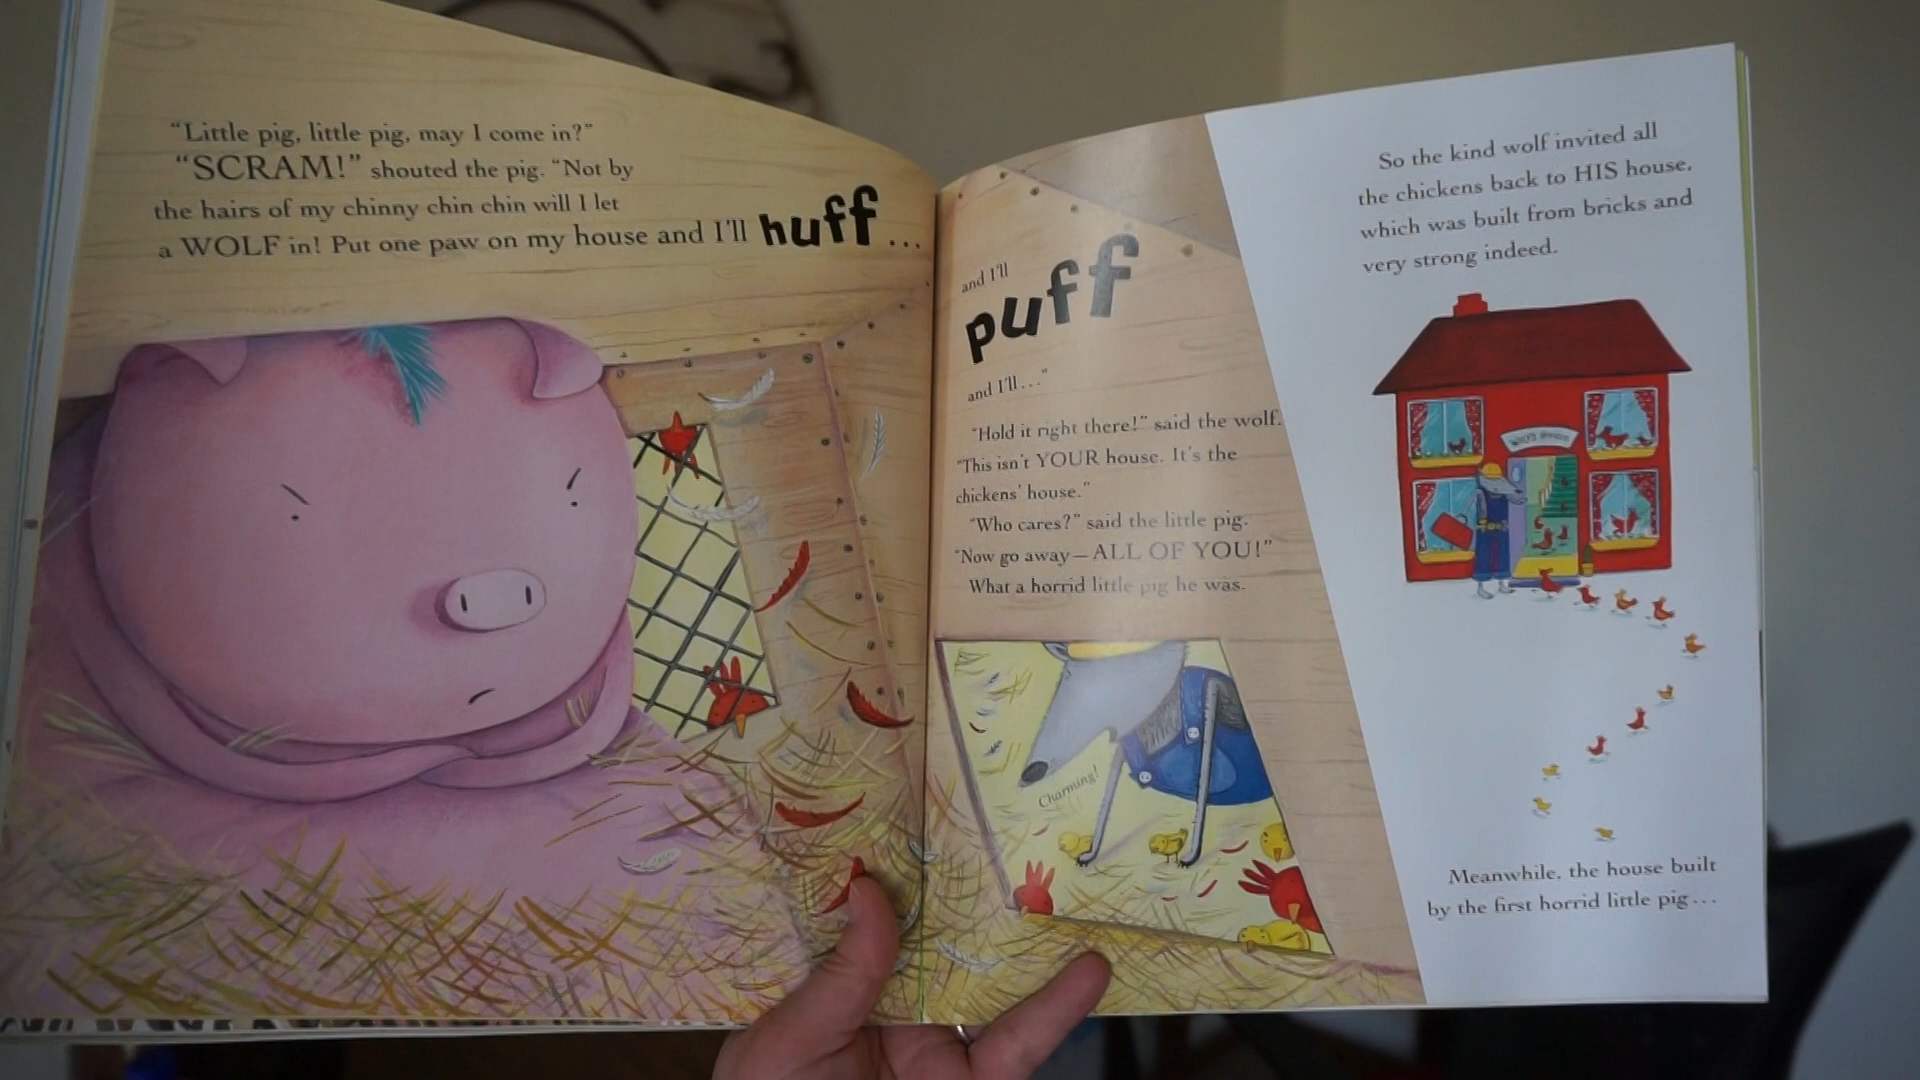 “Little pig, little pig, may I come in?”
“SCRAM!” shouted the pig. “Not by
the hairs of my chinny chin chin will I let
a WOLF in! Put one paw on my house and I’ll huff...
and I’ll
puff
and I’ll...”
“Hold it right there!” said the wolf.
“This isn’t YOUR house. It’s the
chickens’ house.”
“Who cares?” said the little pig.
“Now go away—ALL OF YOU!”
What a horrid little pig he was.
Charming!
So the kind wolf invited all
the chickens back to HIS house,
which was built from bricks and
very strong indeed.
Meanwhile, the house built
by the first horrid little pig...